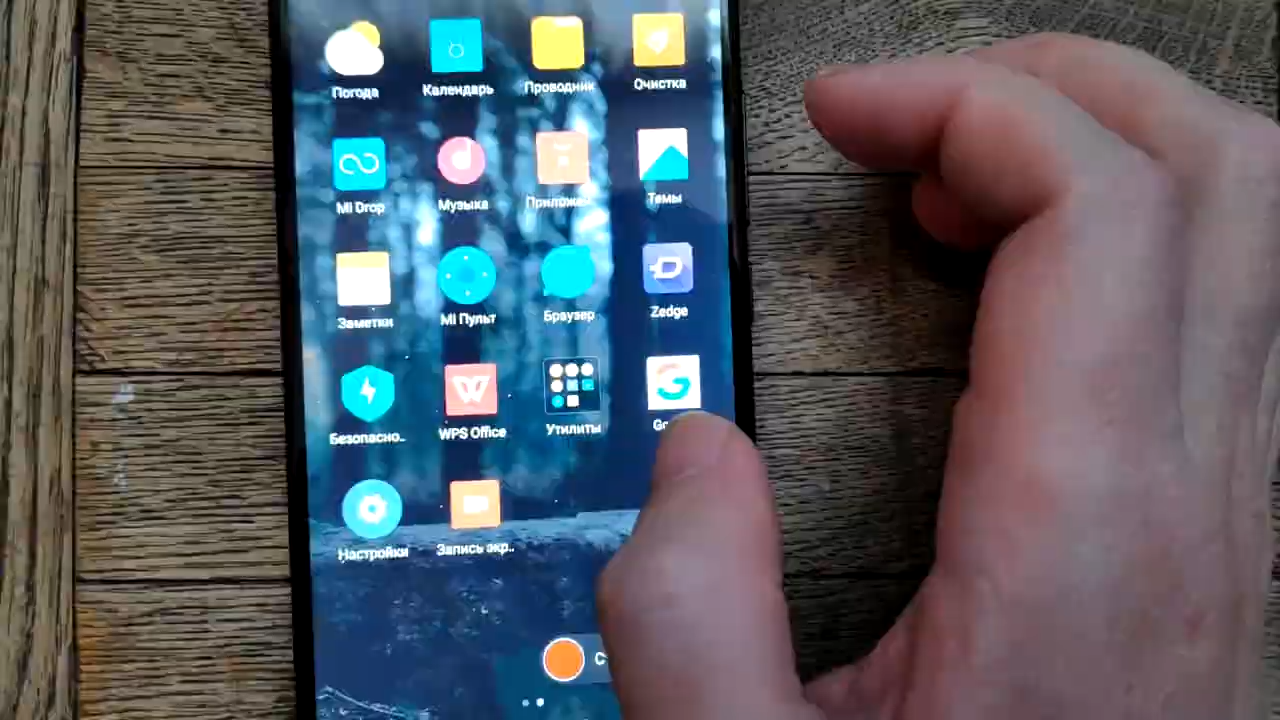 Погода Календарь Проводник Очистка
Mi Drop Музыка Темы
Заметки Mi Пульт Браузер Zedge
Безопасно.. WPS Office Утилиты
Настройки Запись экр..